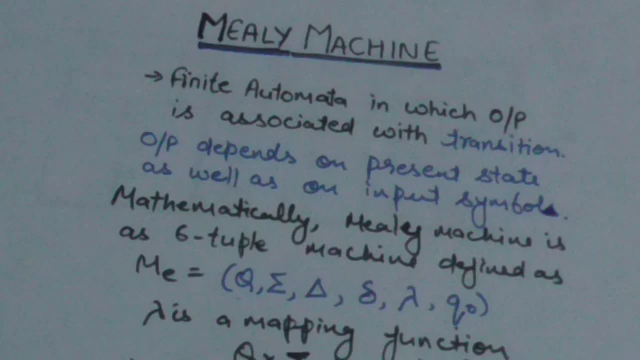 MEALY MACHINE
→ Finite Automata in which O/P
is associated with transition.
O/P depends on present state
as well as on input symbols.
Mathematically, Mealey machine is
as 6-tuple machine defined as
Me = (Q, Σ, Δ, δ, λ, q0)
λ is a mapping function
Q×Σ